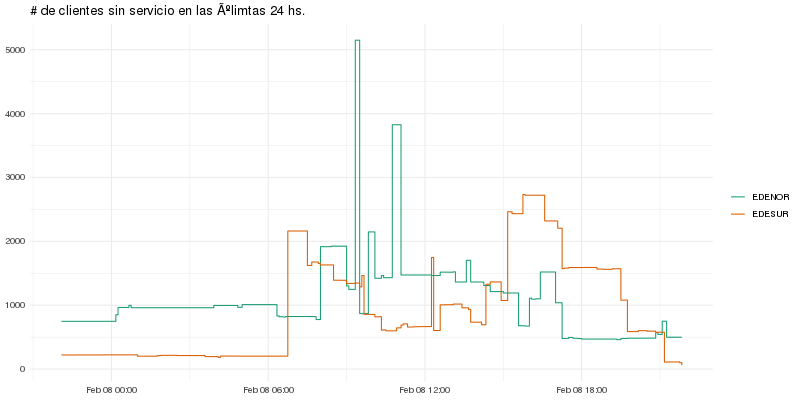 # de clientes sin servicio en las Ãºlimtas 24 hs.
5000
4000
3000
2000
1000
0
Feb 08 00:00
Feb 08 06:00
Feb 08 12:00
Feb 08 18:00
EDENOR
EDESUR